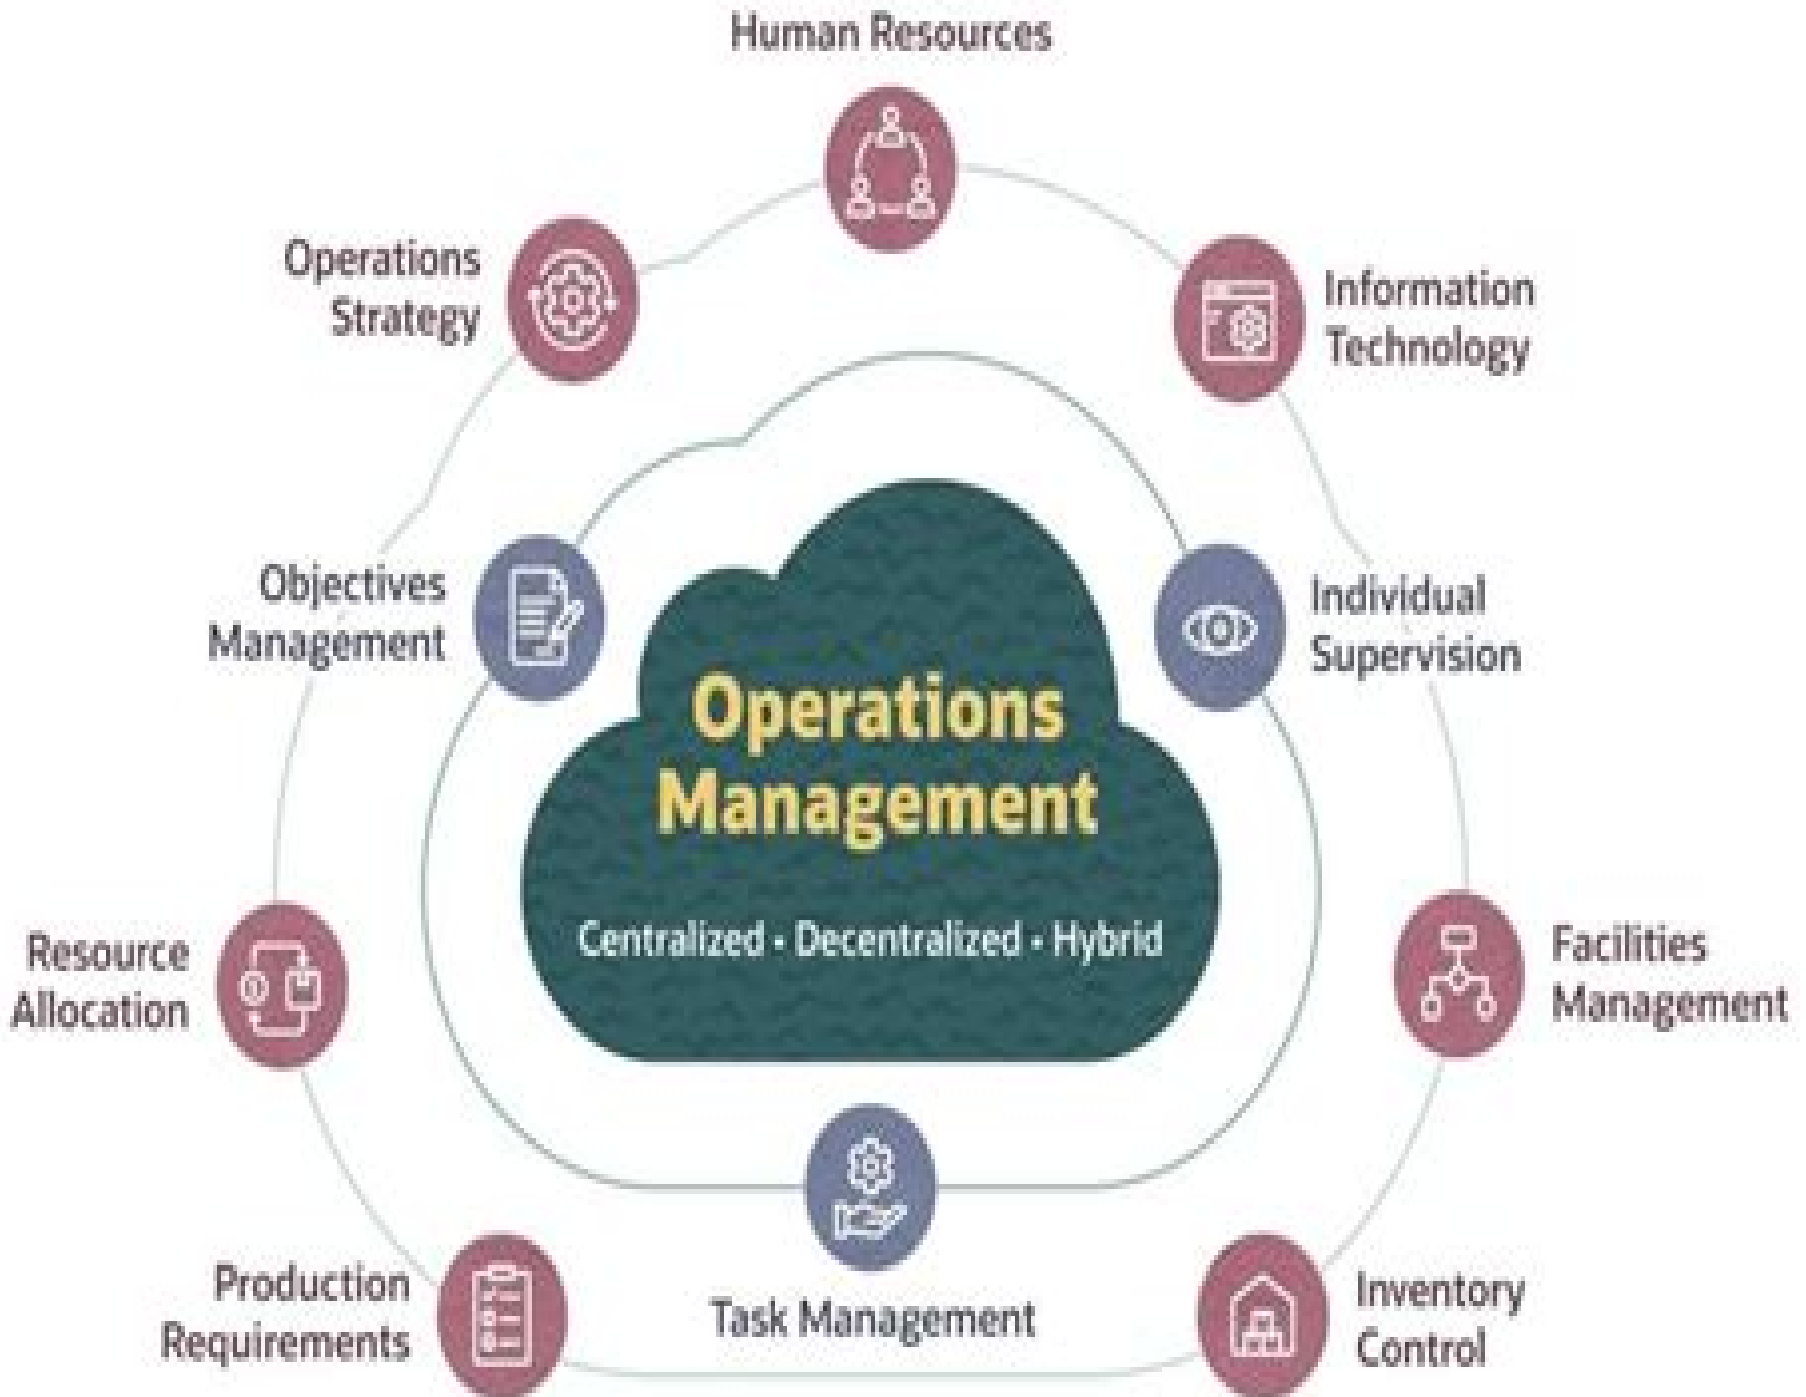 Human Resources
Operations
Strategy
Information
Technology
Objectives
Management
Individual
Supervision
Operations
Management
Centralized • Decentralized • Hybrid
Resource
Allocation
Facilities
Management
Production
Requirements
Task Management
Inventory
Control